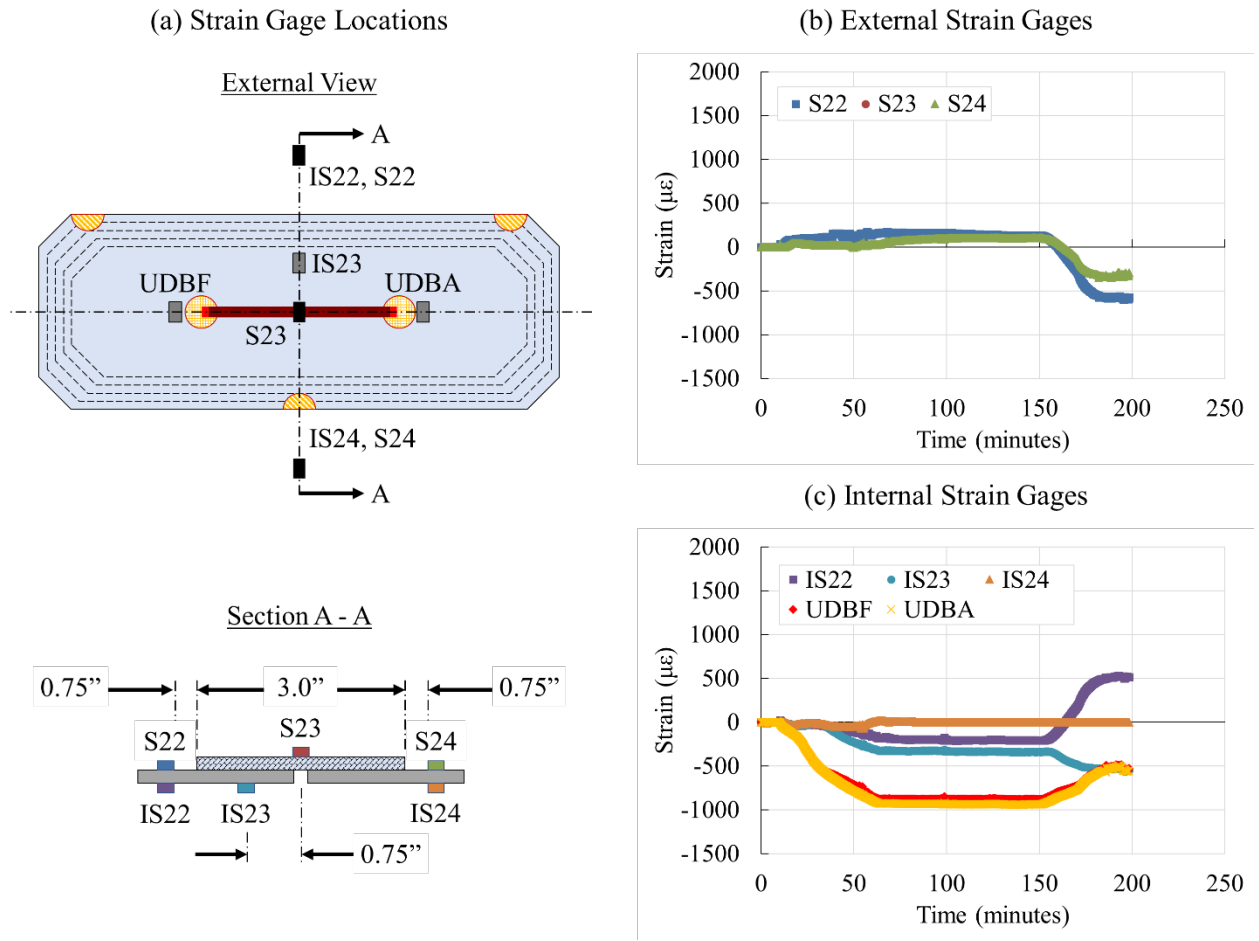 (a) Strain Gage Locations
External View
A
IS22, S22
IS23
UDBF
UDBA
S23
IS24, S24
A
Section A - A
0.75”
3.0”
0.75”
S23
S22
S24
IS22
IS23
IS24
0.75”
(b) External Strain Gages
S22 S23 S24
2000
1500
1000
500
0
-500
-1000
-1500
Strain (με)
0 50 100 150 200 250
Time (minutes)
(c) Internal Strain Gages
IS22 IS23 IS24
UDBF UDBA
2000
1500
1000
500
0
-500
-1000
-1500
Strain (με)
0 50 100 150 200 250
Time (minutes)